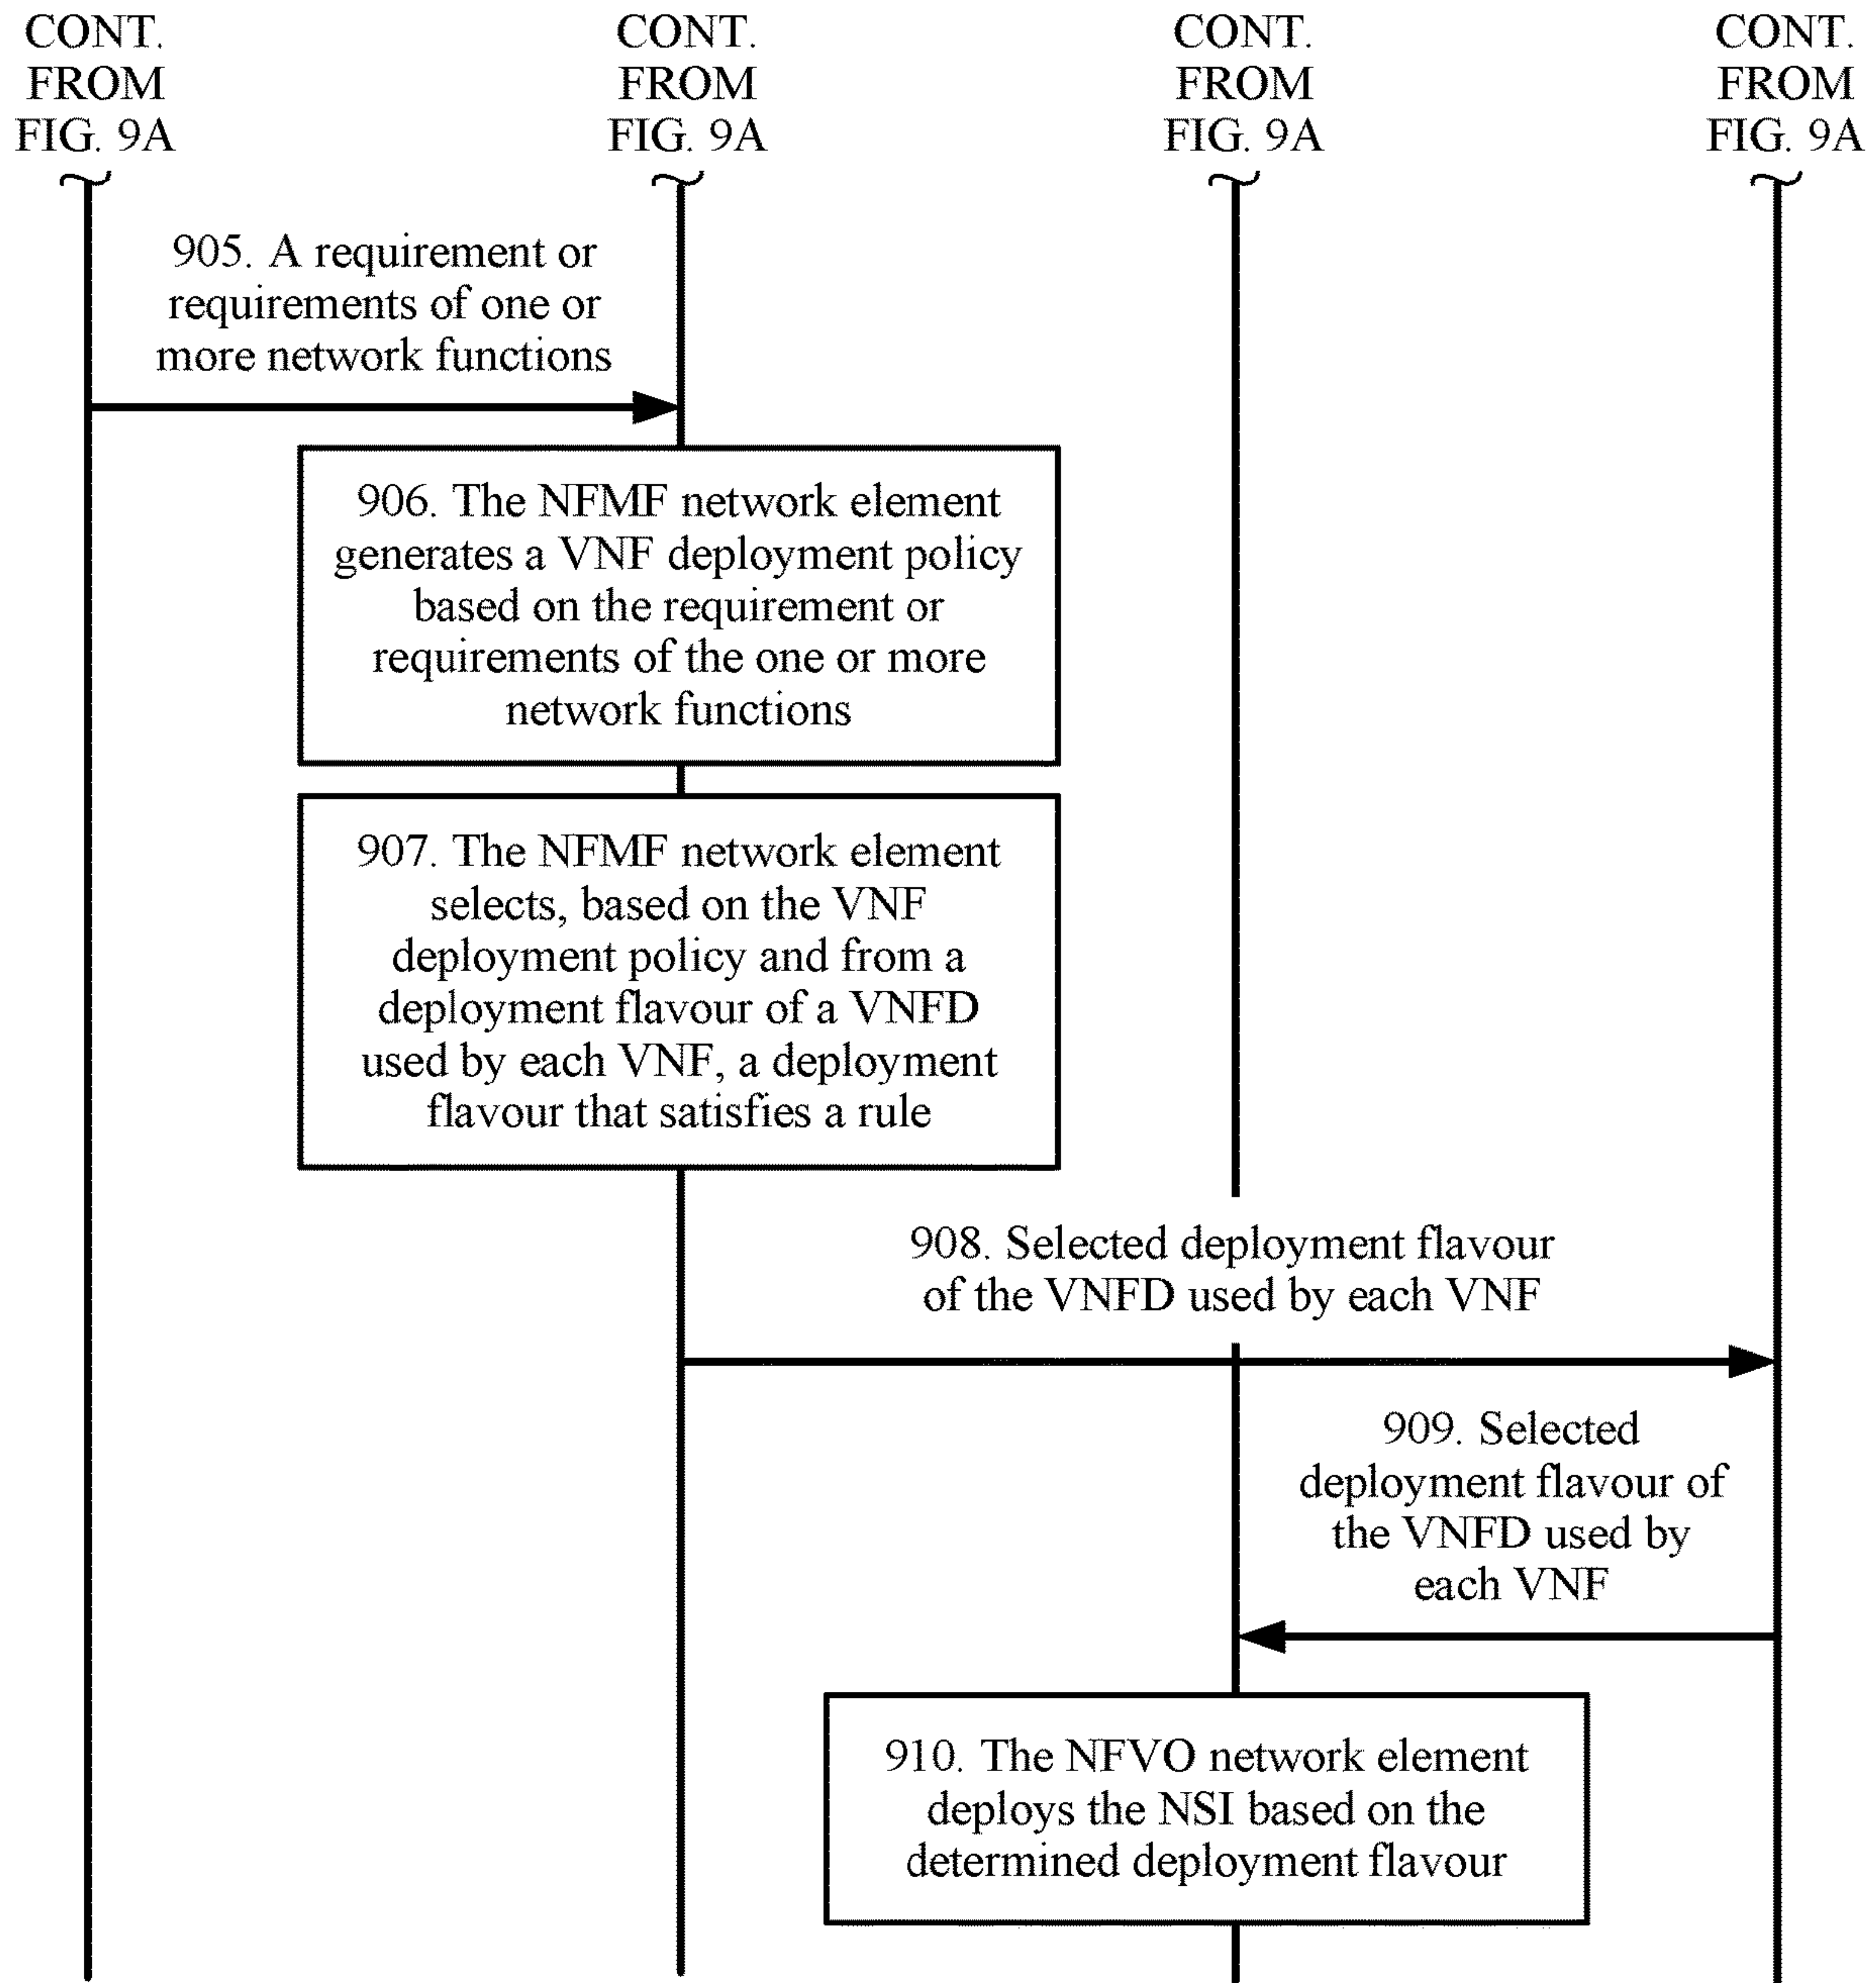 CONT.
FROM
FIG. 9A
CONT.
FROM
FIG. 9A
CONT.
FROM
FIG. 9A
CONT.
FROM
FIG. 9A
905. A requirement or
requirements of one or
more network functions
906. The NFMF network element
generates a VNF deployment policy
based on the requirement or
requirements of the one or more
network functions
907. The NFMF network element
selects, based on the VNF
deployment policy and from a
deployment flavour of a VNFD
used by each VNF, a deployment
flavour that satisfies a rule
908. Selected deployment flavour
of the VNFD used by each VNF
909. Selected
deployment flavour of
the VNFD used by
each VNF
910. The NFVO network element
deploys the NSI based on the
determined deployment flavour